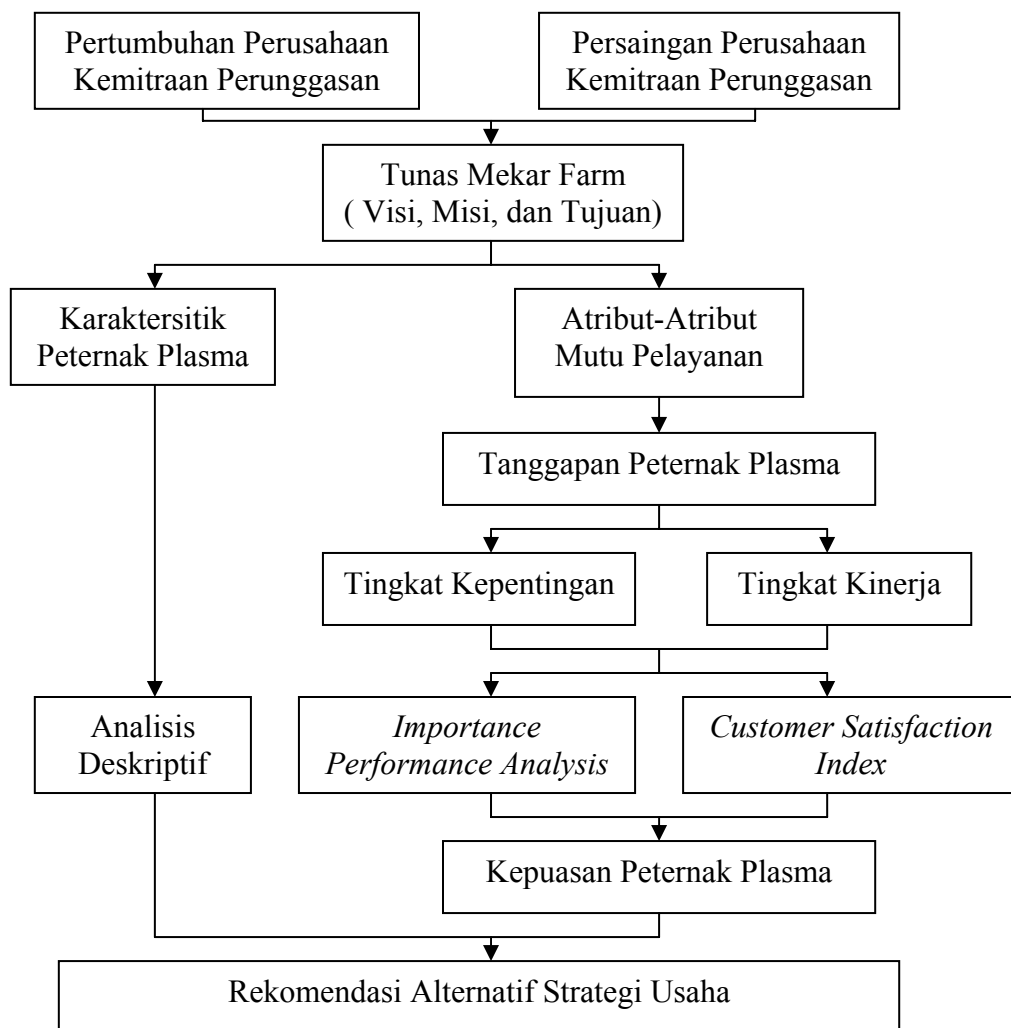 Pertumbuhan Perusahaan
Kemitraan Perunggasan
Persaingan Perusahaan
Kemitraan Perunggasan
Tunas Mekar Farm
( Visi, Misi, dan Tujuan)
Karaktersitik
Peternak Plasma
Atribut-Atribut
Mutu Pelayanan
Tanggapan Peternak Plasma
Tingkat Kepentingan
Tingkat Kinerja
Analisis
Deskriptif
Importance
Performance Analysis
Customer Satisfaction
Index
Kepuasan Peternak Plasma
Rekomendasi Alternatif Strategi Usaha